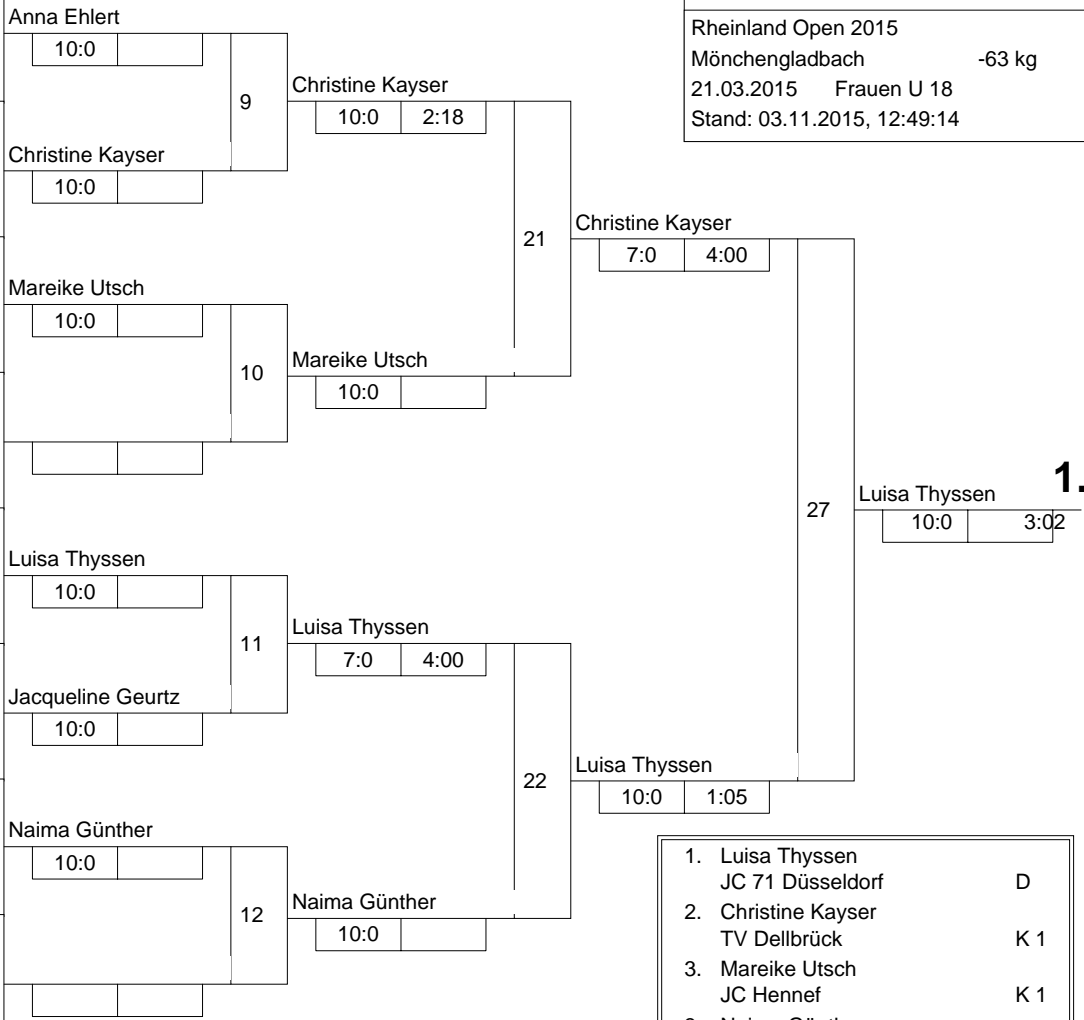 Rheinland Open 2015
Mönchengladbach -63 kg
21.03.2015 Frauen U 18
Stand: 03.11.2015, 12:49:14
Anna Ehlert
10:0
9
Christine Kayser
10:0
Christine Kayser
10:0 2:18
Mareike Utsch
10:0
10
Mareike Utsch
10:0
21
Christine Kayser
7:0 4:00
Luisa Thyssen
10:0
11
Jacqueline Geurtz
10:0
Luisa Thyssen
7:0 4:00
Naima Günther
10:0
12
Naima Günther
10:0
22
Luisa Thyssen
10:0 1:05
27
Luisa Thyssen 1.
10:0 3:02
1. Luisa Thyssen
JC 71 Düsseldorf D
2. Christine Kayser
TV Dellbrück K 1
3. Mareike Utsch
JC Hennef K 1